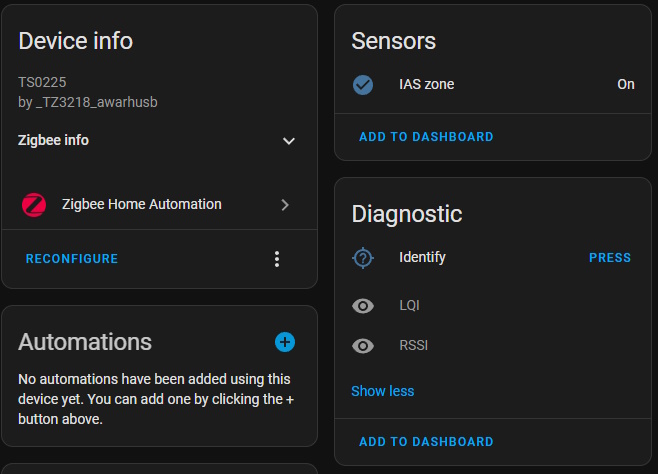 Device info
TS0225
by _TZ3218_awarhusb
Zigbee info
Zigbee Home Automation
RECONFIGURE
Automations
No automations have been added using this
device yet. You can add one by clicking the +
button above.
Sensors
IAS zone On
ADD TO DASHBOARD
Diagnostic
Identify PRESS
LQI
RSSI
Show less
ADD TO DASHBOARD